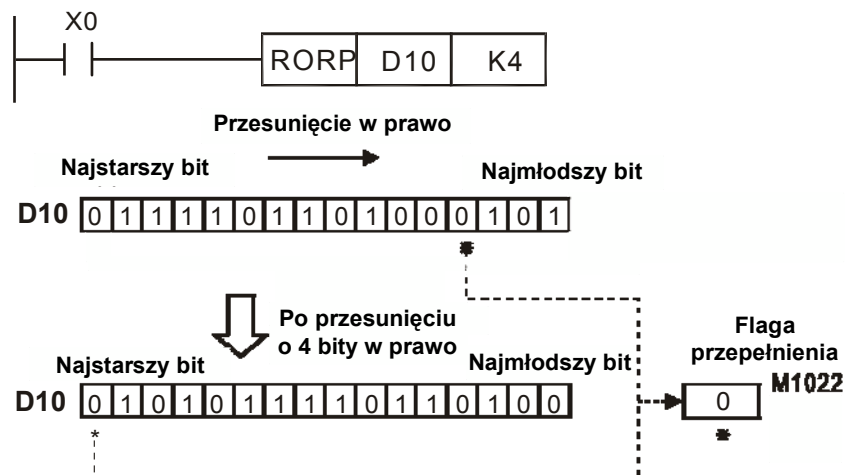 X0
RORP D10 K4
Przesunięcie w prawo
Najstarszy bit Najmłodszy bit
D10 0 1 1 1 1 0 1 1 0 1 0 0 0 1 0 1
*
Po przesunięciu
o 4 bity w prawo
Flaga
przepełnienia
Najstarszy bit Najmłodszy bit
M1022
D10 0 1 0 1 0 1 1 1 1 0 1 1 0 1 0 0
0
* *